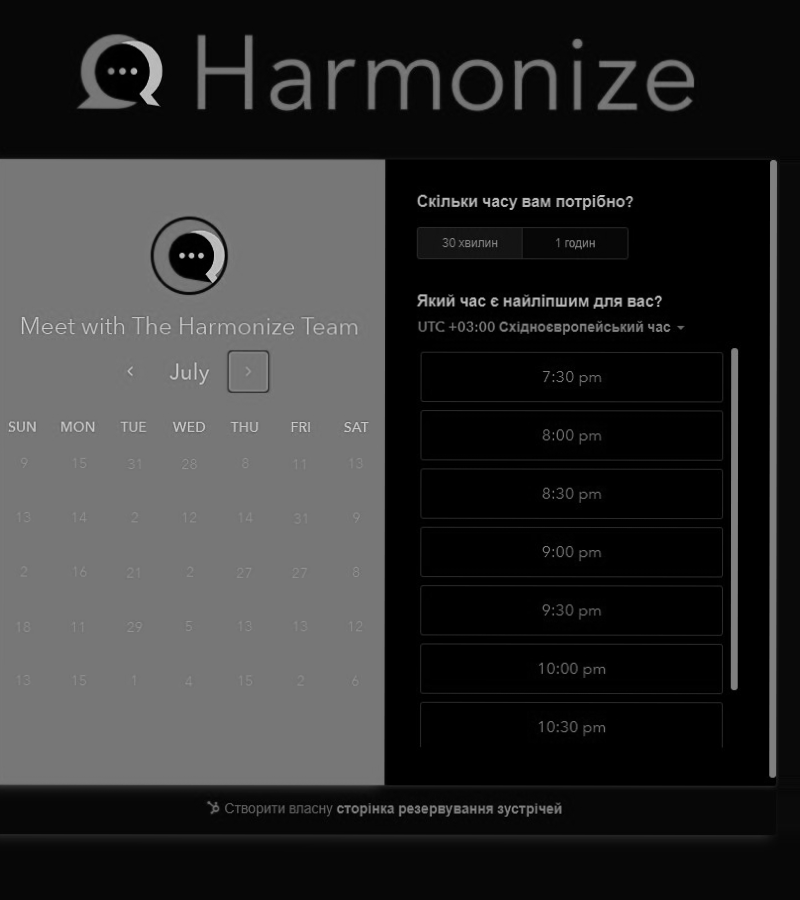 Harmonize
Meet with The Harmonize Team
July
SUN MON TUE WED THU FRI SAT
9 15 31 28 8 11 13
13 14 2 12 14 31 9
2 16 21 2 27 27 8
18 11 29 5 13 13 12
13 15 1 4 15 2 6
Скільки часу вам потрібно?
30 хвилин 1 годин
Який час є найліпшим для вас?
UTC +03:00 Східноєвропейський час
7:30 pm
8:00 pm
8:30 pm
9:00 pm
9:30 pm
10:00 pm
10:30 pm
Створити власну сторінка резервування зустрічей